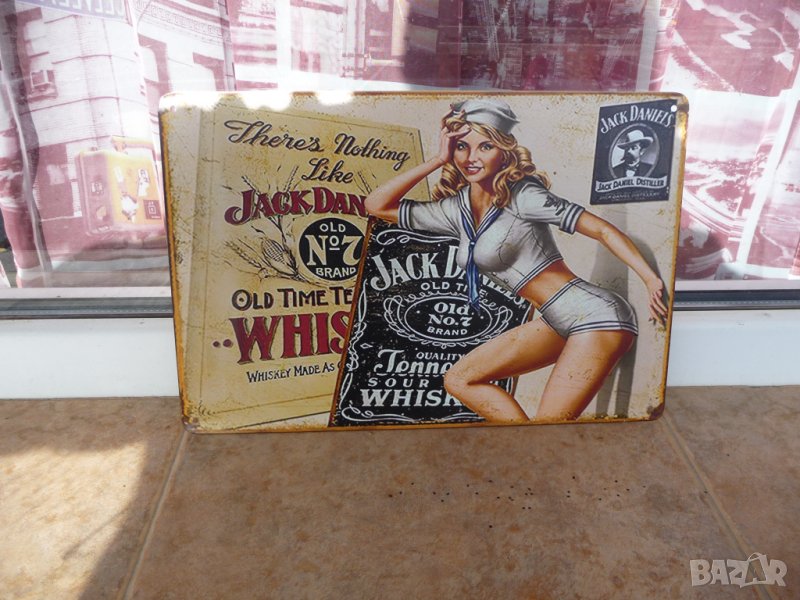 There's Nothing
Like
JACK DAN
OLD
Nº7
BRAND
OLD TIME TE
WHIS
WHISKEY MADE AS
JACK DA
OLD TI
Old
No.7
BRAND
QUALITY
Tenne
SOUR
WHISK
JACK DANIEL'S
JACK DANIEL DISTILLER
BAZAR